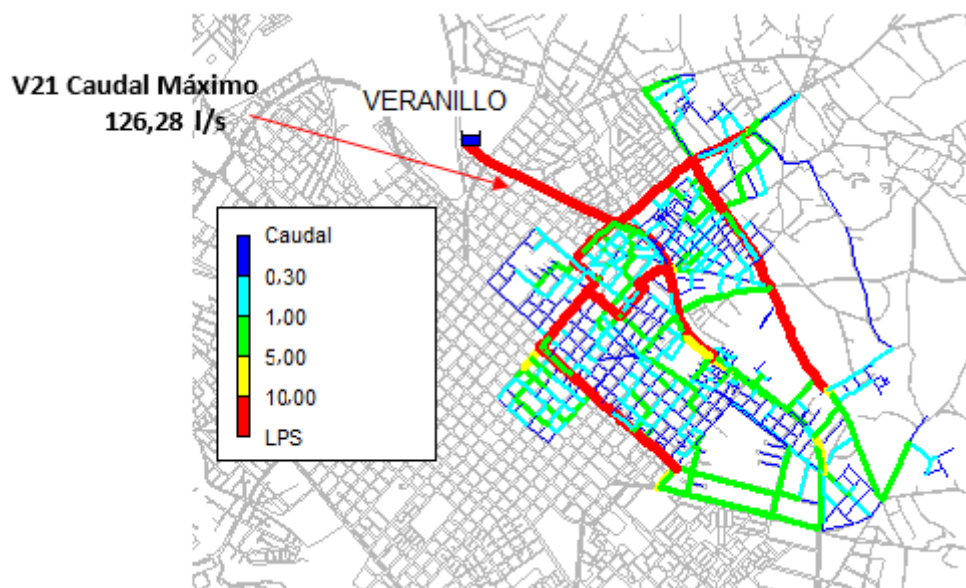 V21 Caudal Máximo
126,28 l/s
VERANILLO
Caudal
0,30
1,00
5,00
10,00
LPS